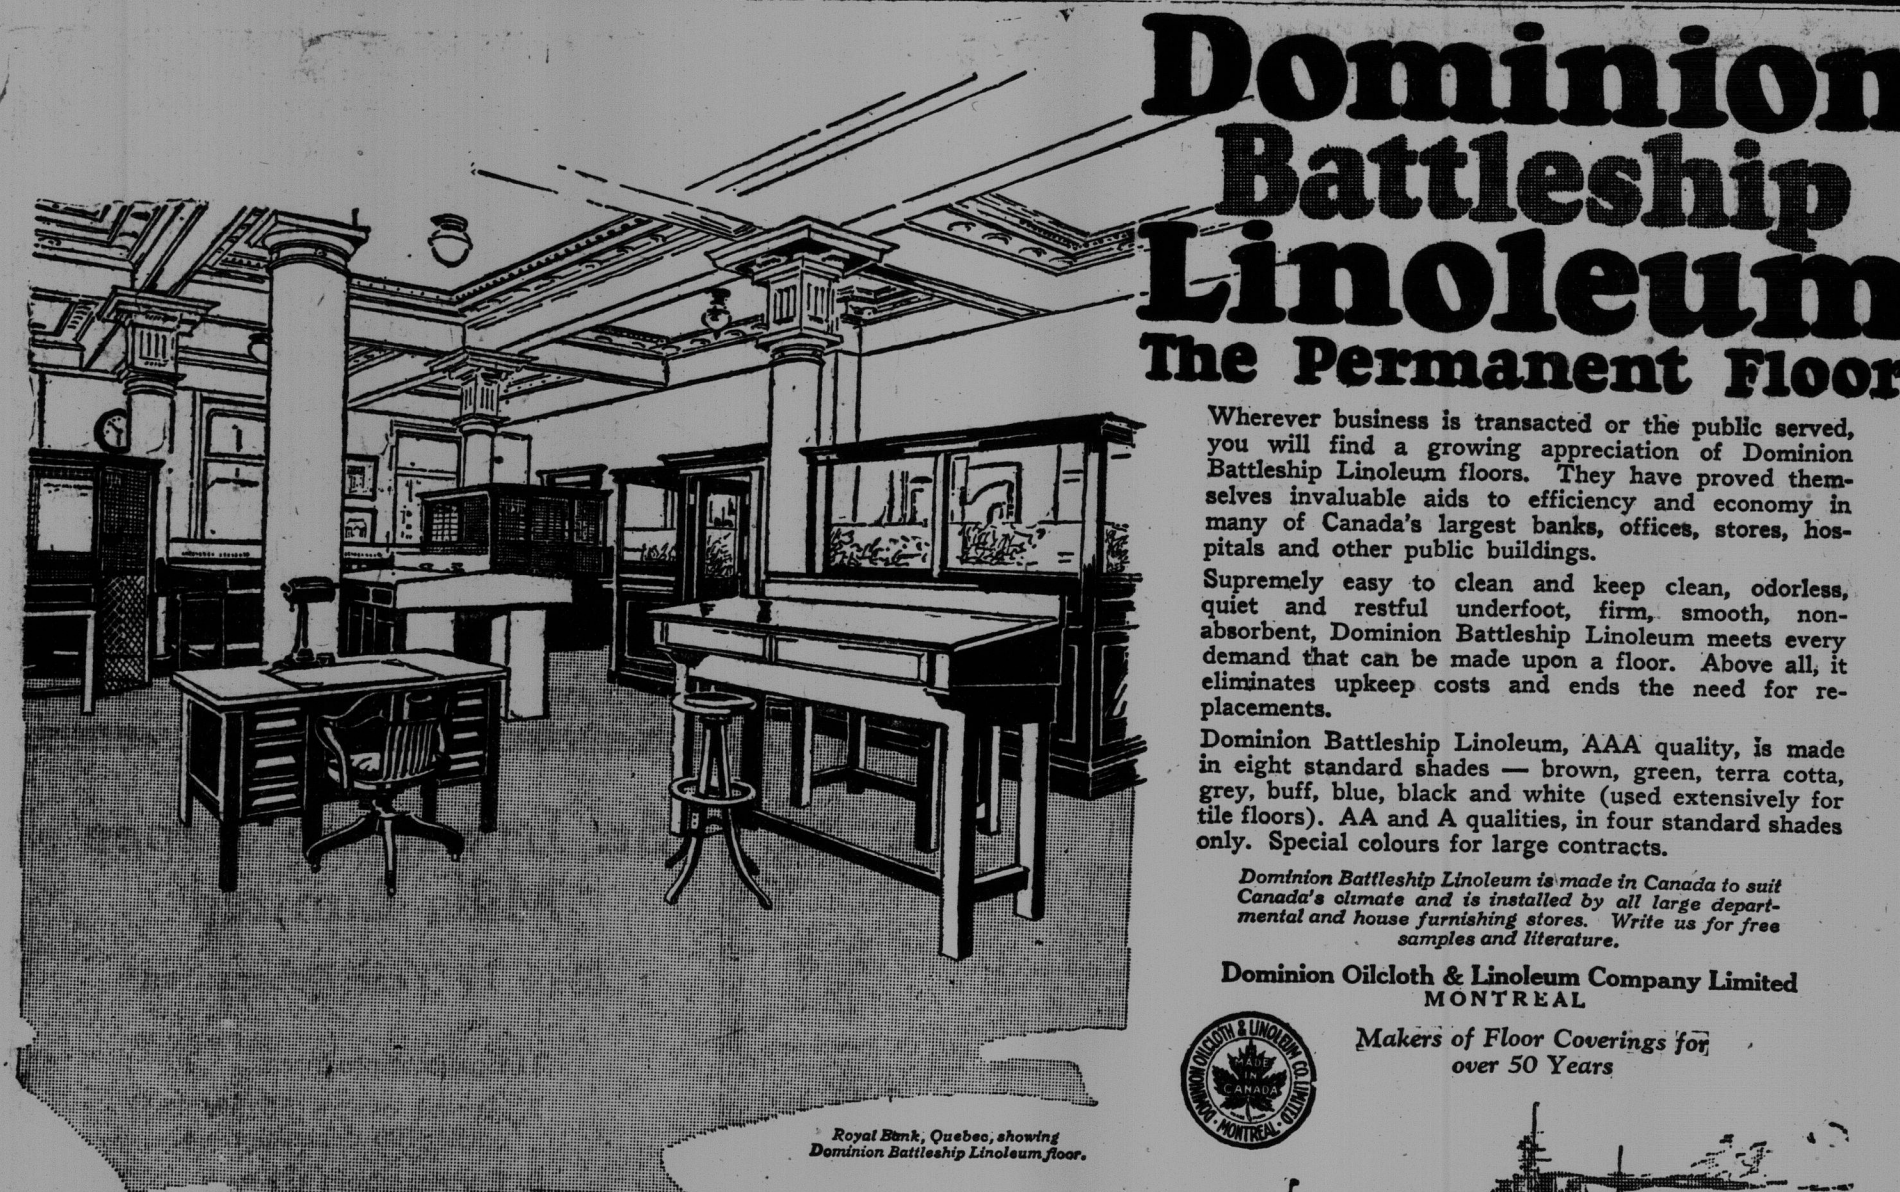 Dominion
Battleship
Linoleum
The Permanent Floor
Wherever business is transacted or the public served,
you will find a growing appreciation of Dominion
Battleship Linoleum floors. They have proved them-
selves invaluable aids to efficiency and economy in
many of Canada's largest banks, offices, stores, hos-
pitals and other public buildings.
Supremely easy to clean and keep clean, odorless,
quiet and restful underfoot, firm, smooth, non-
absorbent, Dominion Battleship Linoleum meets every
demand that can be made upon a floor. Above all, it
eliminates upkeep costs and ends the need for re-
placements.
Dominion Battleship Linoleum, AAA quality, is made
in eight standard shades — brown, green, terra cotta,
grey, buff, blue, black and white (used extensively for
tile floors). AA and A qualities, in four standard shades
only. Special colours for large contracts.
Dominion Battleship Linoleum is made in Canada to suit
Canada's climate and is installed by all large depart-
mental and house furnishing stores. Write us for free
samples and literature.
Dominion Oilcloth & Linoleum Company Limited
MONTREAL
DOMINION OILCLOTH & LINOLEUM CO. LIMITED
MONTREAL
MADE
IN
CANADA
Makers of Floor Coverings for
over 50 Years
Royal Bank, Quebec, showing
Dominion Battleship Linoleum floor.